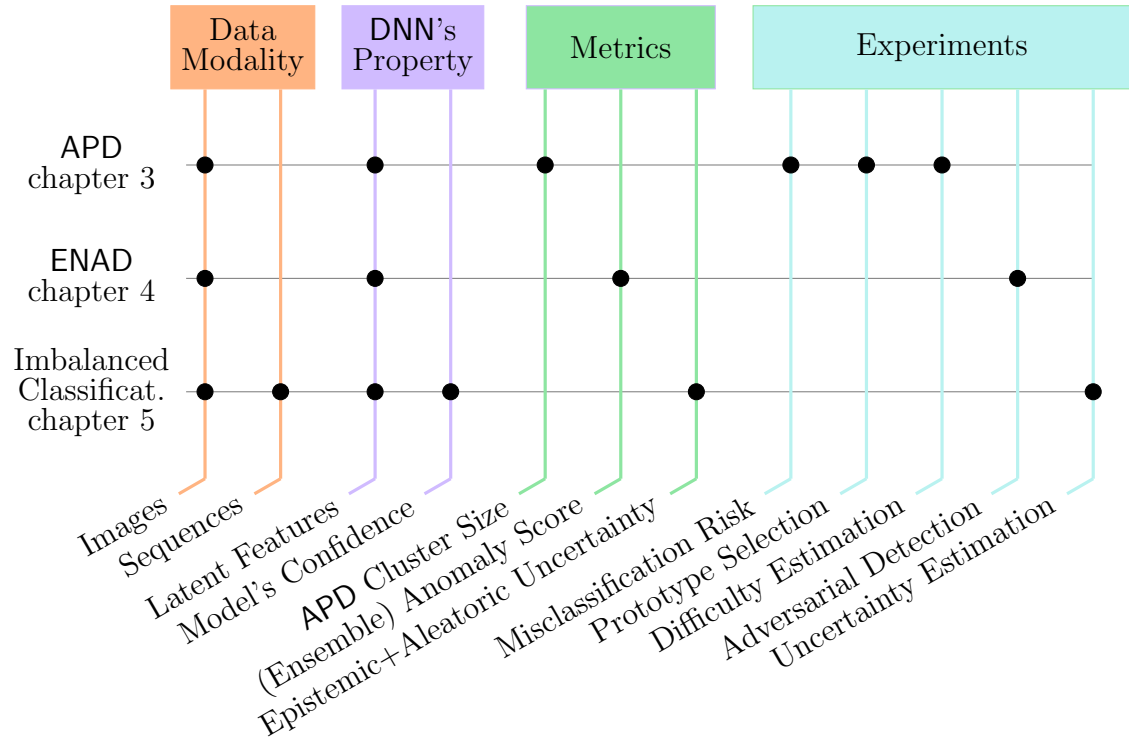 Data
Modality
DNN's
Property
Metrics
Experiments
APD
chapter 3
ENAD
chapter 4
Imbalanced
Classificat.
chapter 5
Images
Sequences
Latent Features
Model's Confidence
APD Cluster Size
(Ensemble) Anomaly Score
Epistemic+Aleatoric Uncertainty
Misclassification Risk
Prototype Selection
Difficulty Estimation
Adversarial Detection
Uncertainty Estimation